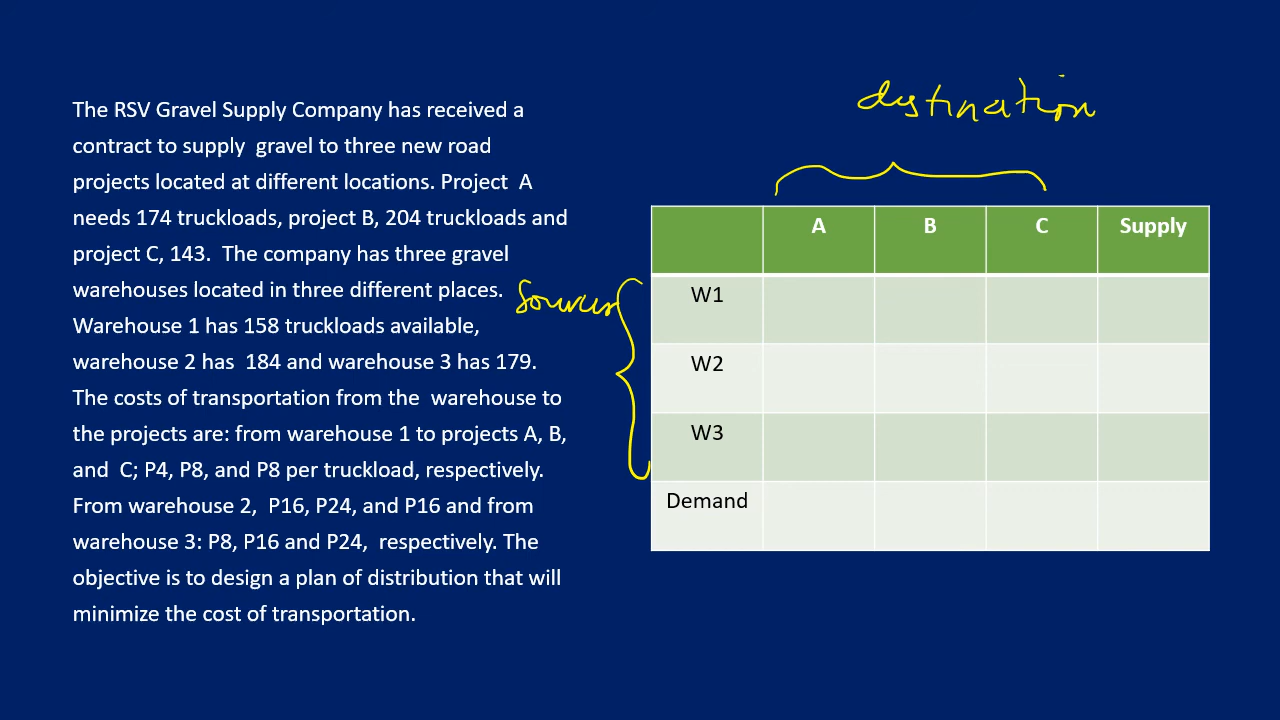 The RSV Gravel Supply Company has received a
contract to supply gravel to three new road
projects located at different locations. Project A
needs 174 truckloads, project B, 204 truckloads and
project C, 143. The company has three gravel
warehouses located in three different places.
Warehouse 1 has 158 truckloads available,
warehouse 2 has 184 and warehouse 3 has 179.
The costs of transportation from the warehouse to
the projects are: from warehouse 1 to projects A, B,
and C; P4, P8, and P8 per truckload, respectively.
From warehouse 2, P16, P24, and P16 and from
warehouse 3: P8, P16 and P24, respectively. The
objective is to design a plan of distribution that will
minimize the cost of transportation.
destination
A B C Supply
Sources
W1
W2
W3
Demand